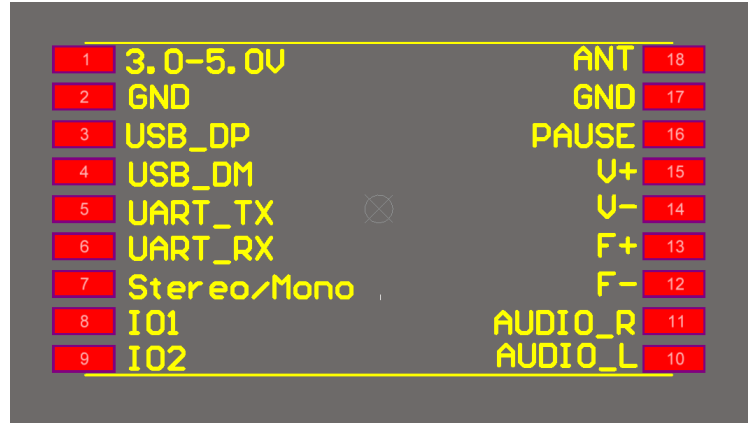 1 3.0-5.0V ANT 18
2 GND GND 17
3 USB_DP PAUSE 16
4 USB_DM V+ 15
5 UART_TX V- 14
6 UART_RX F+ 13
7 Stereo/Mono F- 12
8 IO1 AUDIO_R 11
9 IO2 AUDIO_L 10